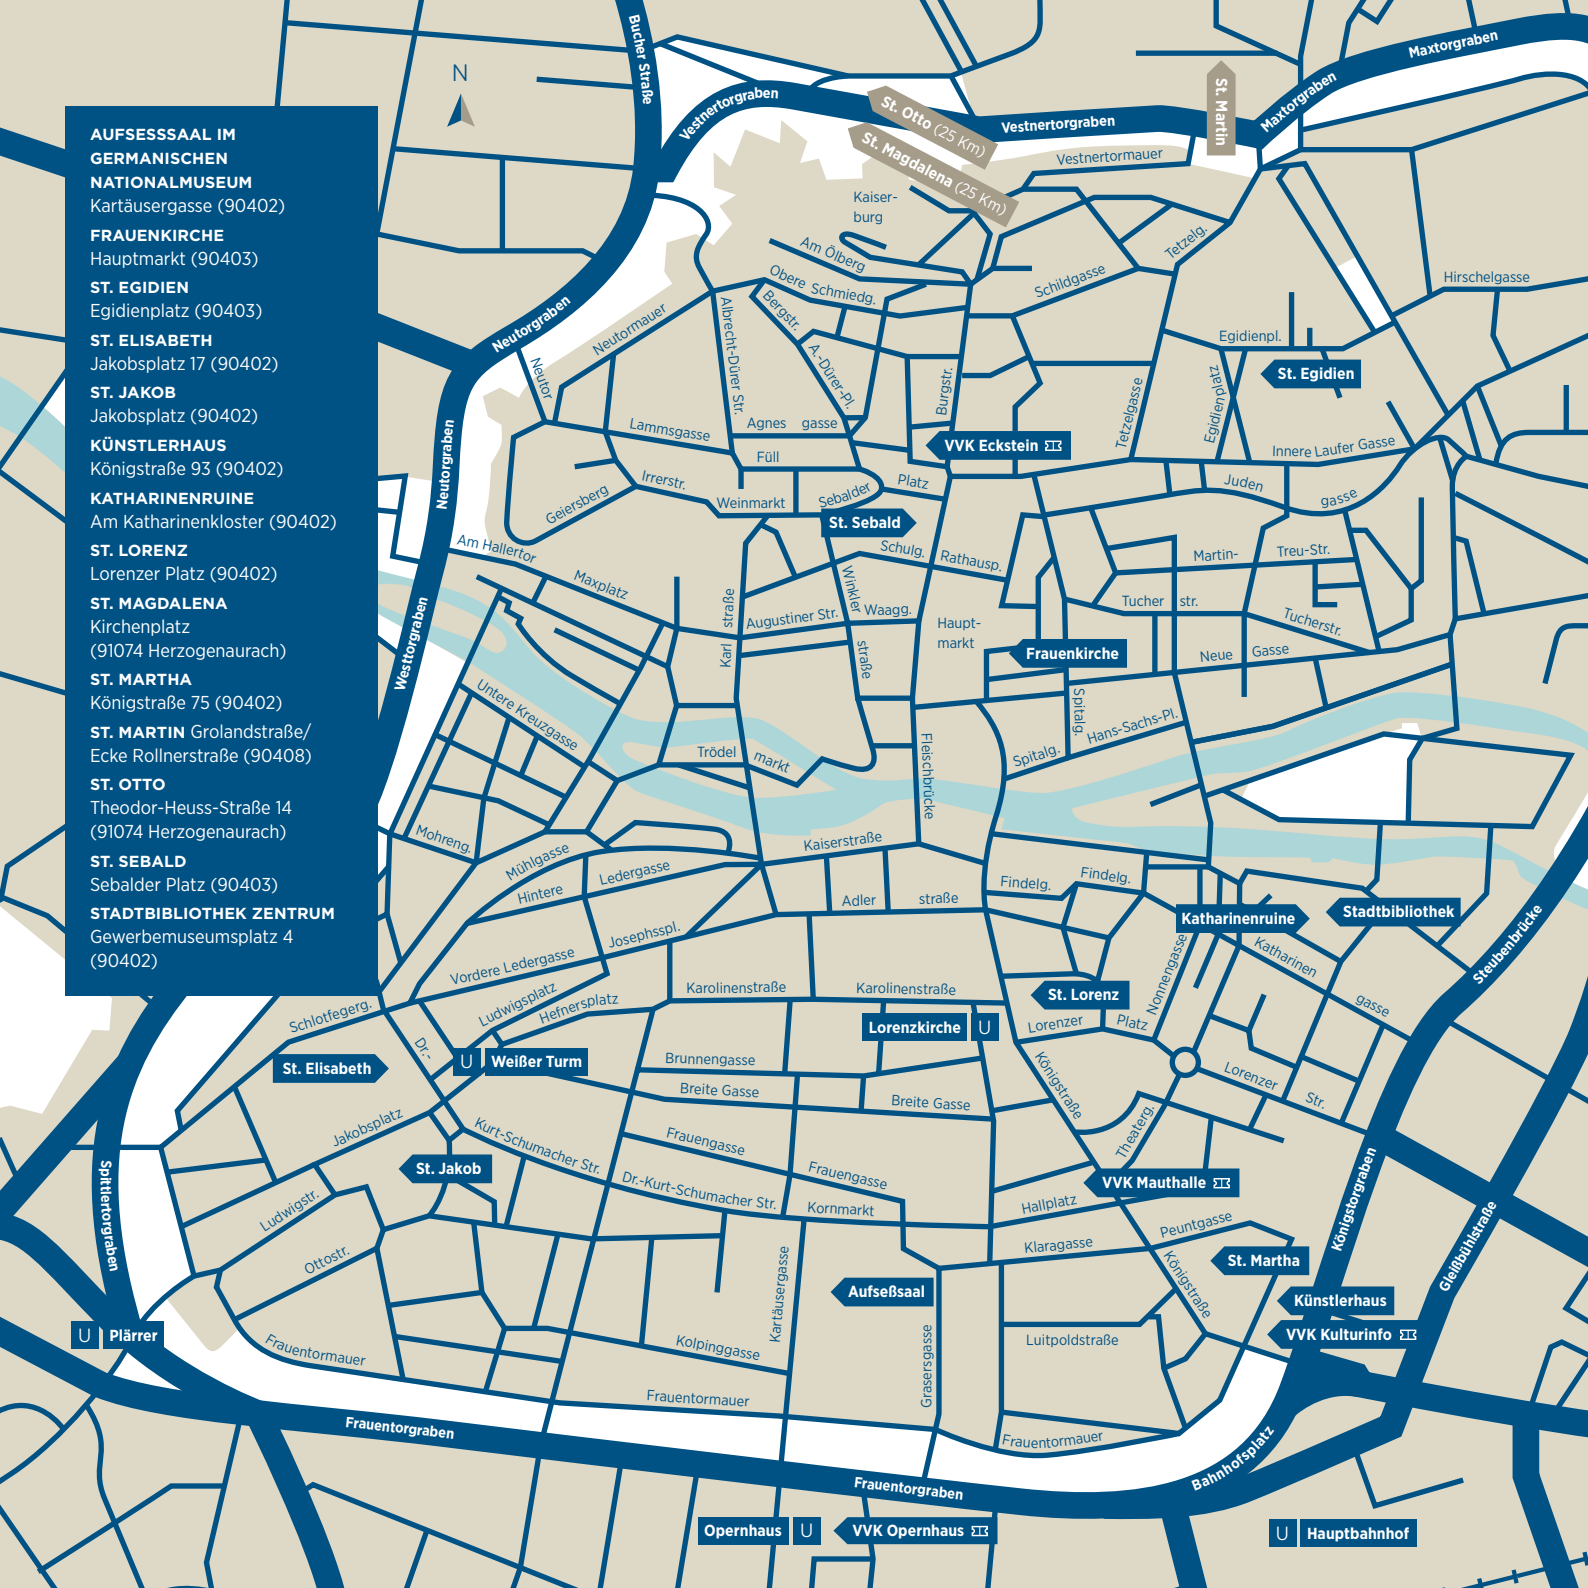 AUFSESSSAAL IM
GERMANISCHEN
NATIONALMUSEUM
Kartäusergasse (90402)
FRAUENKIRCHE
Hauptmarkt (90403)
ST. EGIDIEN
Egidienplatz (90403)
ST. ELISABETH
Jakobsplatz 17 (90402)
ST. JAKOB
Jakobsplatz (90402)
KÜNSTLERHAUS
Königstraße 93 (90402)
KATHARINENRUINE
Am Katharinenkloster (90402)
ST. LORENZ
Lorenzer Platz (90402)
ST. MAGDALENA
Kirchenplatz
(91074 Herzogenaurach)
ST. MARTHA
Königstraße 75 (90402)
ST. MARTIN Grolandstraße/
Ecke Rollnerstraße (90408)
ST. OTTO
Theodor-Heuss-Straße 14
(91074 Herzogenaurach)
ST. SEBALD
Sebalder Platz (90403)
STADTBIBLIOTHEK ZENTRUM
Gewerbemuseumsplatz 4
(90402)
N
Bucher Straße
Vestnertorgraben
St. Otto (25 Km)
St. Magdalena (25 Km)
Vestnertorgraben
St. Martin
Maxtorgraben
Maxtorgraben
Vestnertormauer
Kaiser-
burg
Am Ölberg
Obere Schmiedg.
Tetzelg.
Schildgasse
Hirschelgasse
Neutorgraben
Neutormauer
Neutor
Albrecht-Dürer Str.
Bergstr.
A.-Dürer-Pl.
Burgstr.
Egidienpl.
St. Egidien
Egidienplatz
Tetzelgasse
Neutorgraben
Lammsgasse
Agnes gasse
VVK Eckstein
Innere Laufer Gasse
Füll
Irrerstr.
Geiersberg
Weinmarkt
Sebalder
Platz
Juden
gasse
St. Sebald
Am Hallertor
Maxplatz
Schulg.
Rathausp.
Martin-
Treu-Str.
Westtorgraben
Karl straße
Augustiner Str.
Winkler straße
Waagg.
Haupt-
markt
Tucher str.
Tucherstr.
Frauenkirche
Neue Gasse
Untere Kreuzgasse
Spitalg.
Hans-Sachs-Pl.
Spitalg.
Trödel markt
Fleischbrücke
Mohreng.
Mühlgasse
Kaiserstraße
Hintere Ledergasse
Findelg.
Findelg.
Adler straße
Katharinenruine
Stadtbibliothek
Steubenbrücke
Josephsspl.
Vordere Ledergasse
Nonnengasse
Katharinen
gasse
Ludwigsplatz
Hefnersplatz
Karolinenstraße
Karolinenstraße
St. Lorenz
Schlotfegerg.
Lorenzkirche U
Lorenzer
Platz
Dr.-
St. Elisabeth
U Weißer Turm
Brunnengasse
Breite Gasse
Breite Gasse
Königstraße
Lorenzer
Str.
Jakobsplatz
Kurt-Schumacher Str.
Frauengasse
Theaterg.
St. Jakob
Frauengasse
Dr.-Kurt-Schumacher Str.
Kornmarkt
VVK Mauthalle
Spittlertorgraben
Ludwigstr.
Hallplatz
Peuntgasse
Königstorgraben
Gleißbühlstraße
Ottostr.
Klaragasse
St. Martha
Königstraße
Kartäusergasse
Aufseßsaal
Künstlerhaus
U Plärrer
VVK Kulturinfo
Kolpinggasse
Grasersgasse
Luitpoldstraße
Frauentormauer
Frauentormauer
Frauentormauer
Frauentorgraben
Bahnhofsplatz
Frauentorgraben
Opernhaus U
VVK Opernhaus
U Hauptbahnhof